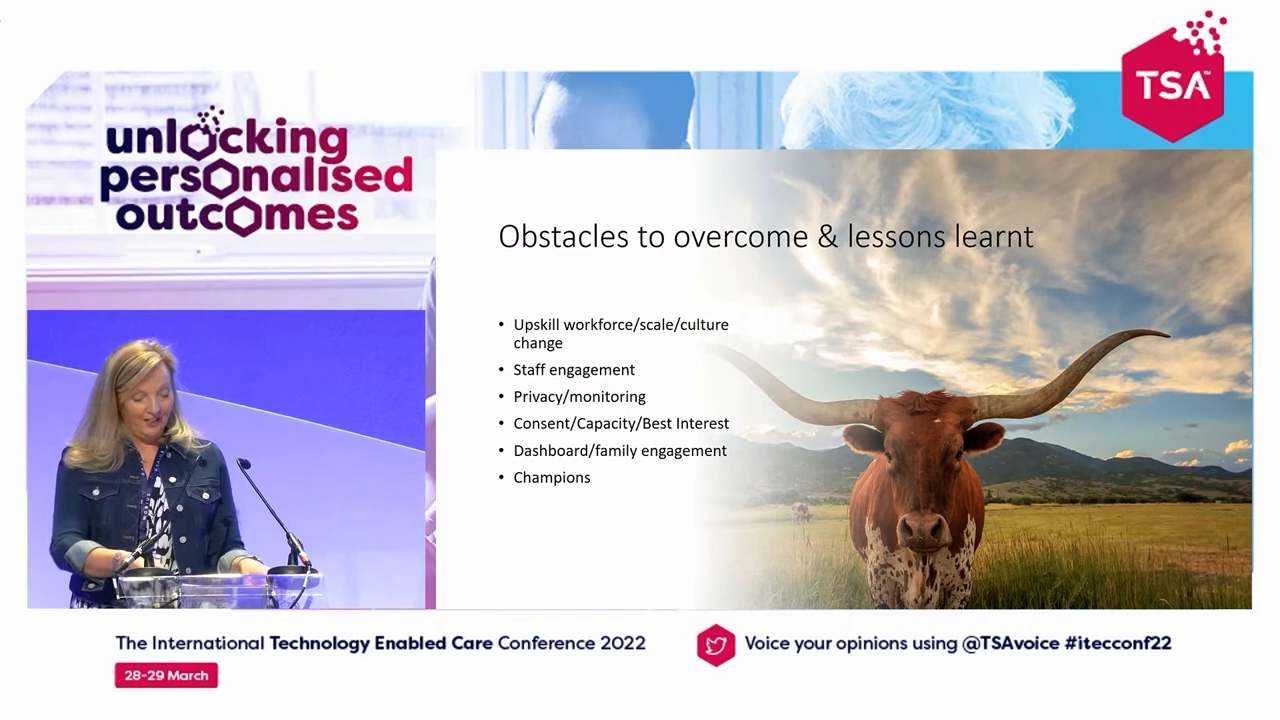 TSA™
unlocking
personalised
outcomes
Obstacles to overcome & lessons learnt
• Upskill workforce/scale/culture
change
• Staff engagement
• Privacy/monitoring
• Consent/Capacity/Best Interest
• Dashboard/family engagement
• Champions
The International Technology Enabled Care Conference 2022
28-29 March
Voice your opinions using @TSAvoice #itecconf22